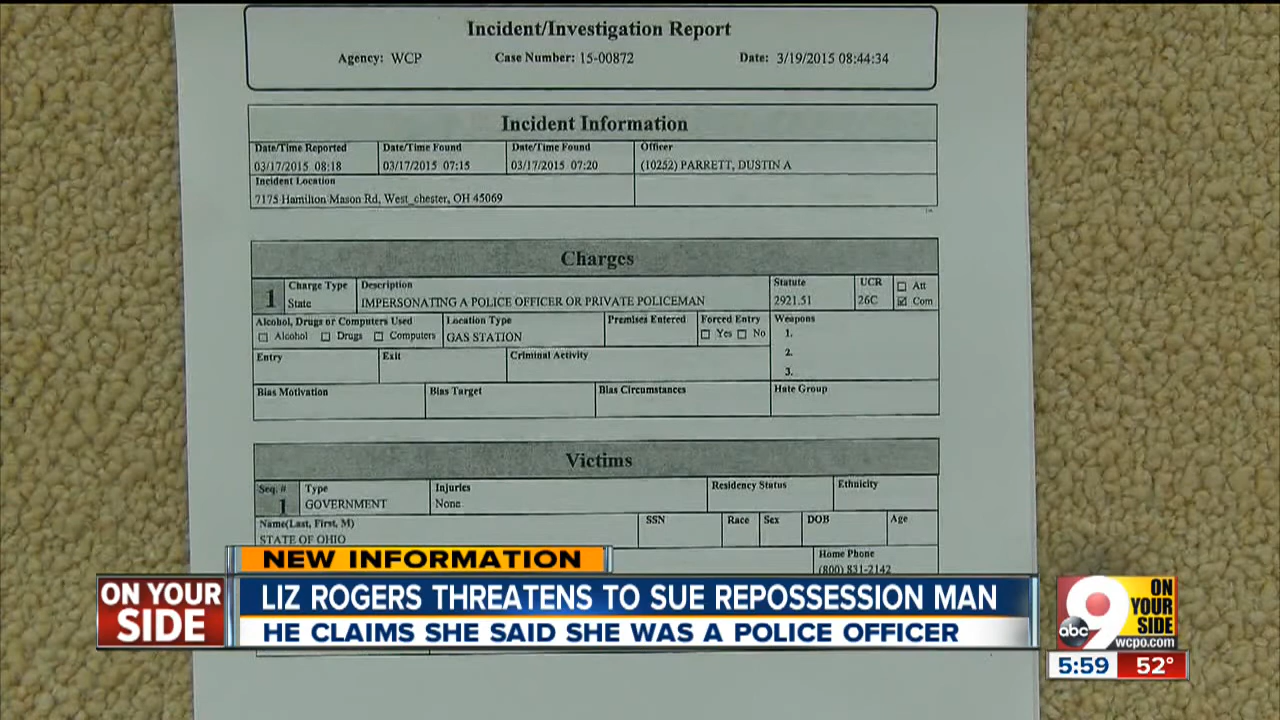 Incident/Investigation Report
Agency: WCP Case Number: 15-00872 Date: 3/19/2015 08:44:34
Incident Information
Date/Time Reported Date/Time Found Date/Time Found Officer
03/17/2015 08:18 03/17/2015 07:15 03/17/2015 07:20 (10252) PARRETT, DUSTIN A
Incident Location
7175 Hamilton Mason Rd, West_chester, OH 45069
Charges
1 Charge Type Description Statute UCR Att
State IMPERSONATING A POLICE OFFICER OR PRIVATE POLICEMAN 2921.51 26C Com
Alcohol, Drugs or Computers Used Location Type Premises Entered Forced Entry Weapons
Alcohol Drugs Computers GAS STATION Yes No 1.
2.
3.
Entry Exit Criminal Activity
Bias Motivation Bias Target Bias Circumstances Hate Group
Victims
Seq. # Type Injuries Residency Status Ethnicity
1 GOVERNMENT None
Name(Last, First, M) SSN Race Sex DOB Age
STATE OF OHIO
Home Phone
(800) 831-2142
NEW INFORMATION
ON YOUR SIDE
LIZ ROGERS THREATENS TO SUE REPOSSESSION MAN
HE CLAIMS SHE SAID SHE WAS A POLICE OFFICER
abc 9 ON YOUR SIDE
wcpo.com
5:59 52°